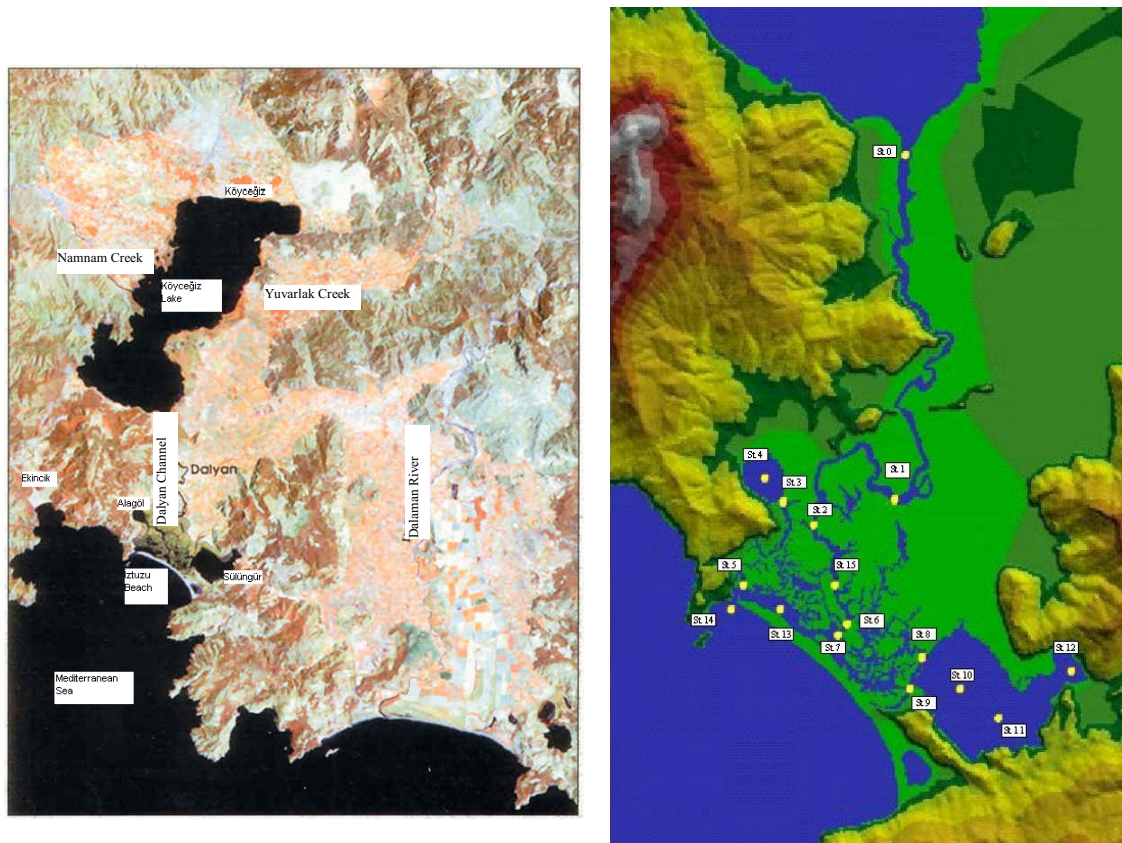 Köyceğiz
Namnam Creek
Köyceğiz
Lake
Yuvarlak Creek
Dalyan Channel
Dalyan
Dalaman River
Ekincik
Alagöl
İztuzu
Beach
Sülüngür
Mediterranean
Sea
St 0
St 4
St 3
St 1
St 2
St 5
St 15
St 14
St 13
St 6
St 7
St 8
St 12
St 10
St 9
St 11